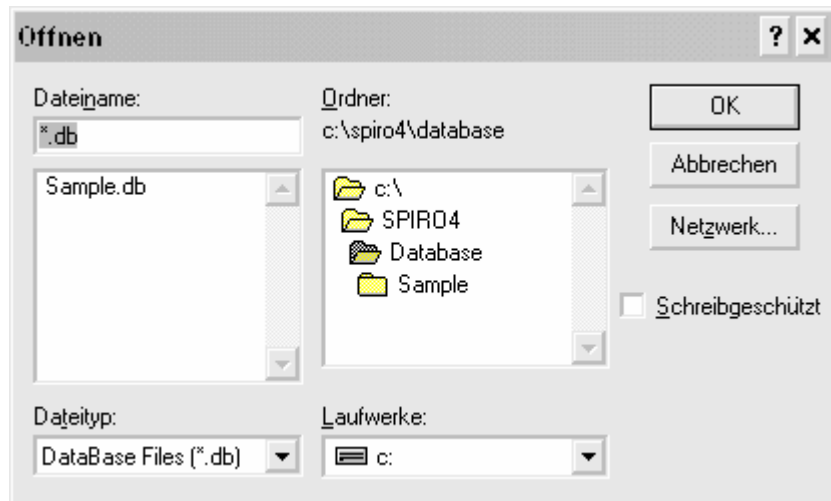 Öffnen
Dateiname:
*.db
Sample.db
Dateityp:
DataBase Files (*.db)
Ordner:
c:\spiro4\database
c:\
SPIRO4
Database
Sample
Laufwerke:
c:
OK
Abbrechen
Netzwerk...
Schreibgeschützt